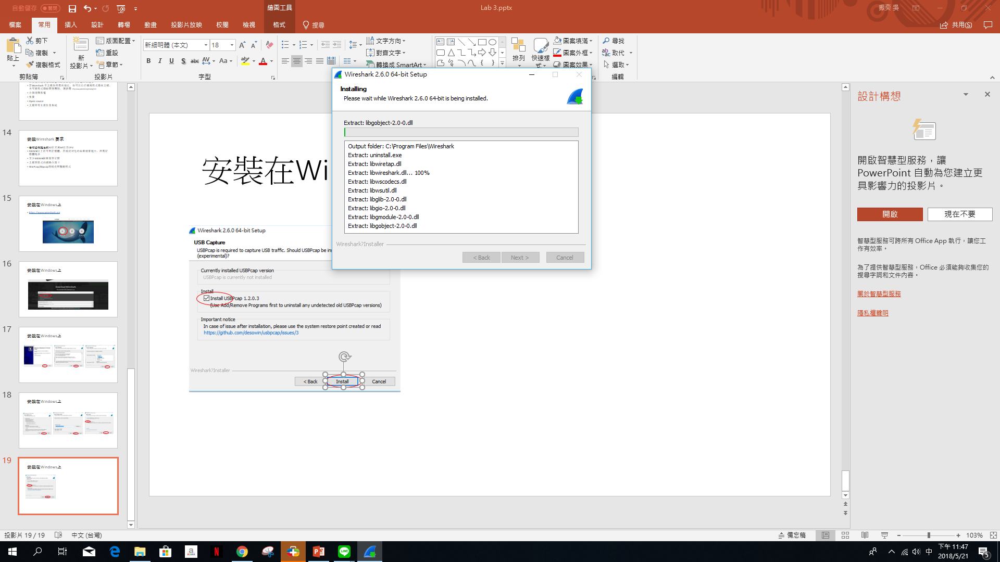 自動儲存 關閉
繪圖工具
Lab 3.pptx
振奕 吳
檔案 常用 插入 設計 轉場 動畫 投影片放映 校閱 檢視 格式 搜尋
共用(S)
貼上
剪下
複製
複製格式
剪貼簿
新
投影片
版面配置
重設
章節
投影片
新細明體 (本文) 18
B I U S abc AV Aa
字型
文字方向
對齊文字
轉換成 SmartArt
排列
快速樣
式
圖案填滿
圖案外框
圖案效果
尋找
取代
選取
編輯
免費
Open source
支援所有主流作業系統
14
安裝Wireshark 要求
15
安裝在Windows上
https://www.wireshark.org
16
安裝在Windows上
Download Wireshark
17
安裝在Windows上
18
安裝在Windows上
19
安裝在Windows上
安裝在Wi
Wireshark 2.6.0 64-bit Setup
USB Capture
USBPcap is required to capture USB traffic. Should USBPcap be in
(experimental)?
Currently installed USBPcap version
USBPcap is currently not installed
Install
Install USBPcap 1.2.0.3
(Use Add/Remove Programs first to uninstall any undetected old USBPcap versions)
Important notice
In case of issue after installation, please use the system restore point created or read
https://github.com/desowin/usbpcap/issues/3
Wireshark?Installer
< Back Install Cancel
Wireshark 2.6.0 64-bit Setup
Installing
Please wait while Wireshark 2.6.0 64-bit is being installed.
Extract: libgobject-2.0-0.dll
Output folder: C:\Program Files\Wireshark
Extract: uninstall.exe
Extract: libwiretap.dll
Extract: libwireshark.dll... 100%
Extract: libwscodecs.dll
Extract: libwsutil.dll
Extract: libglib-2.0-0.dll
Extract: libgio-2.0-0.dll
Extract: libgmodule-2.0-0.dll
Extract: libgobject-2.0-0.dll
Wireshark?Installer
< Back Next > Cancel
設計構想
開啟智慧型服務，讓
PowerPoint 自動為您建立更
具影響力的投影片。
開啟 現在不要
智慧型服務可跨所有 Office App 執行，讓您工
作有效率。
為了提供智慧型服務，Office 必須能夠收集您的
搜尋字詞和文件內容。
關於智慧型服務
隱私權聲明
投影片 19 / 19 中文 (台灣)
備忘稿
103%
中
下午 11:47
2018/5/21
5